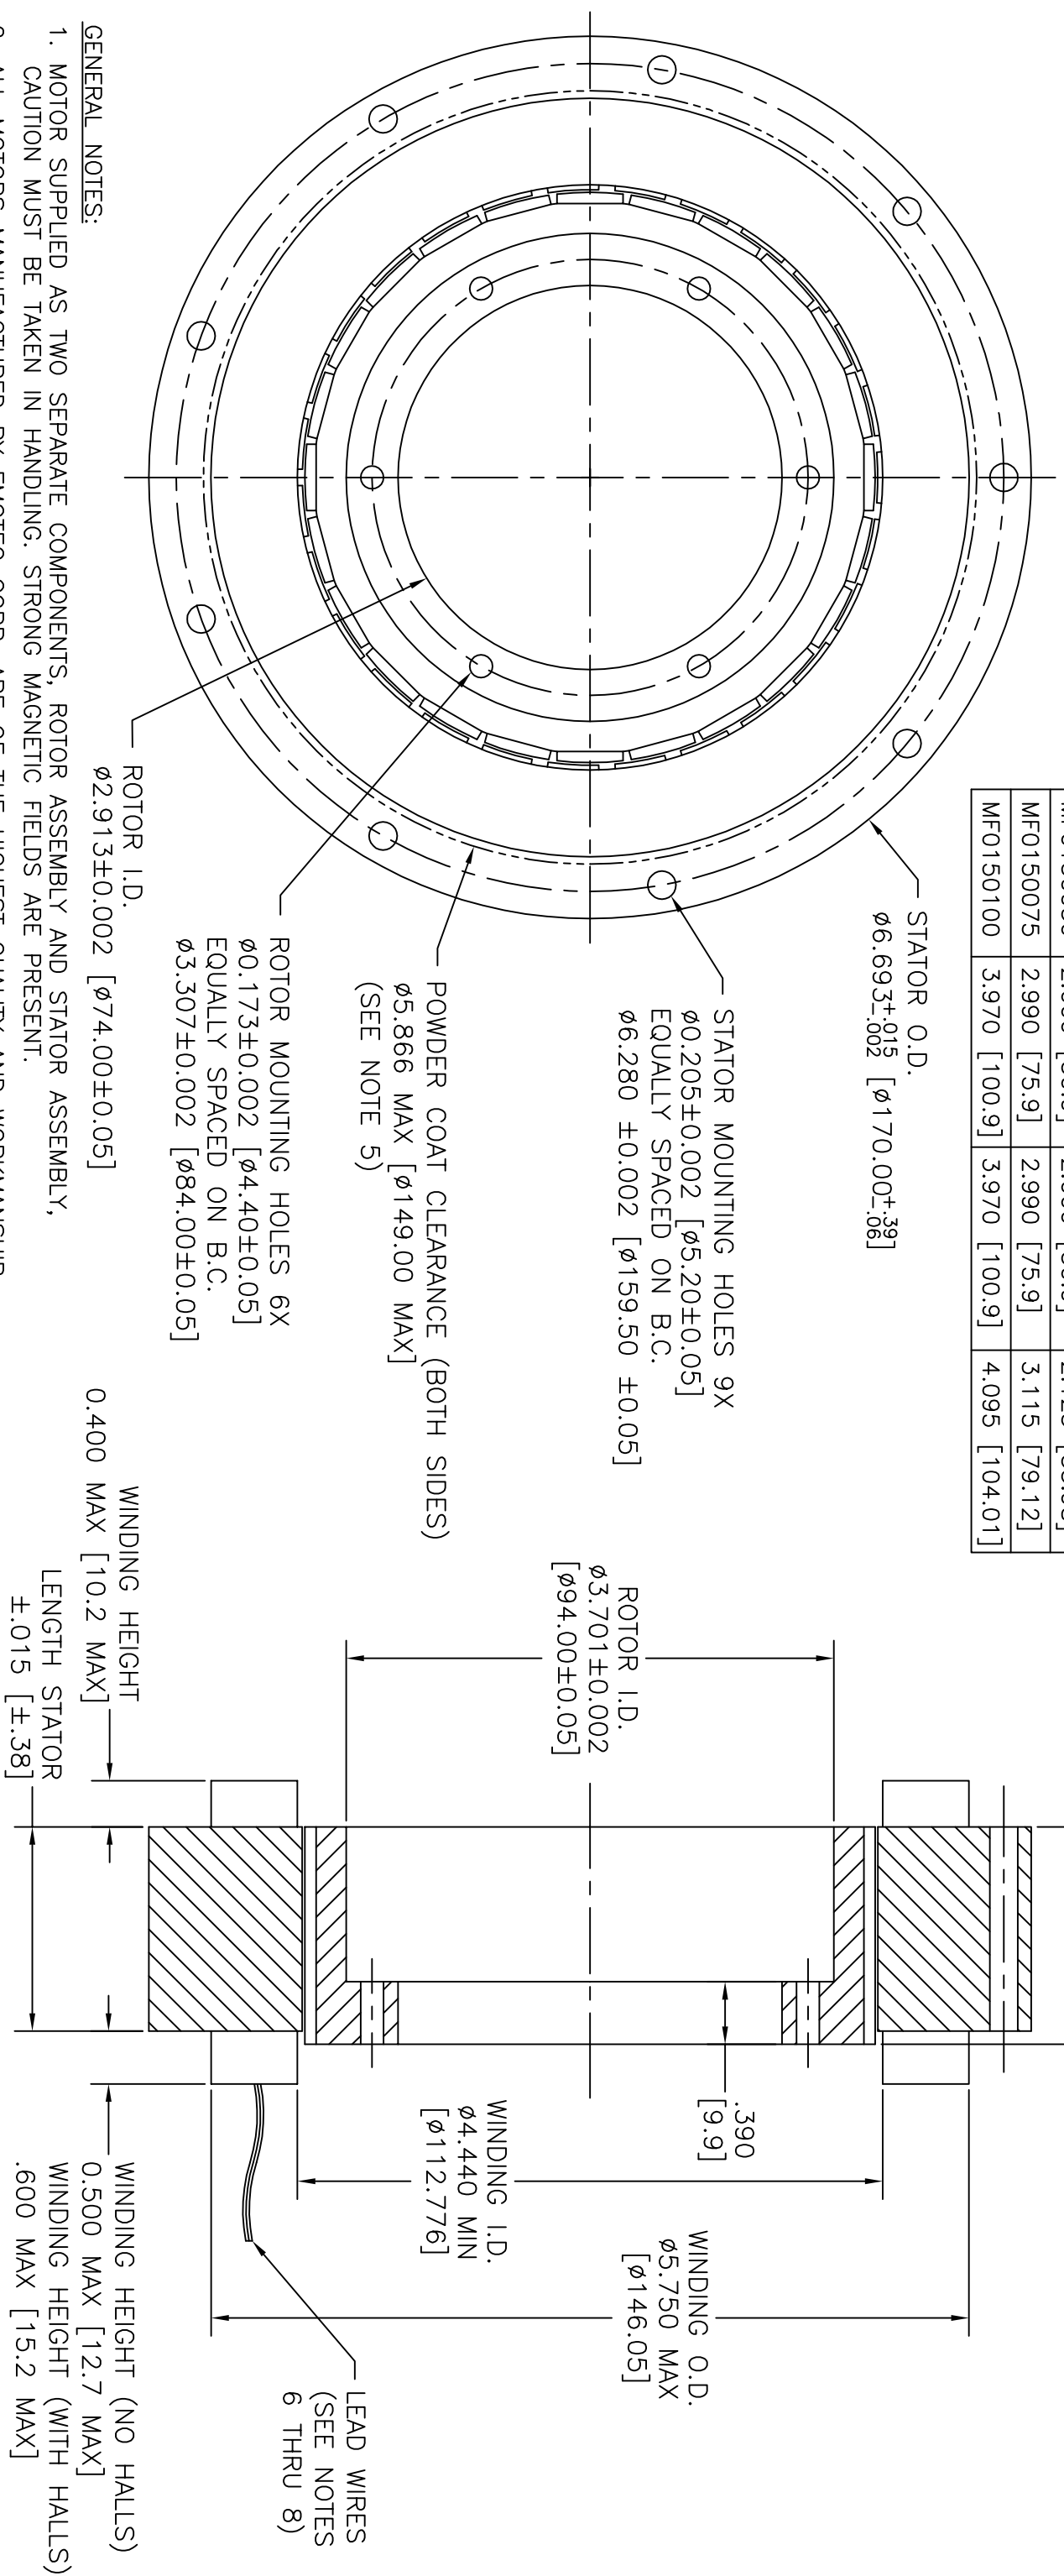 MF0150075 2.990 [75.9] 2.990 [75.9] 3.115 [79.12]
MF0150100 3.970 [100.9] 3.970 [100.9] 4.095 [104.01]
STATOR O.D.
ø6.693+.015 -.002 [ø170.00+.39 -.06]
STATOR MOUNTING HOLES 9X
ø0.205±0.002 [ø5.20±0.05]
EQUALLY SPACED ON B.C.
ø6.280 ±0.002 [ø159.50 ±0.05]
POWDER COAT CLEARANCE (BOTH SIDES)
ø5.866 MAX [ø149.00 MAX]
(SEE NOTE 5)
ROTOR MOUNTING HOLES 6X
ø0.173±0.002 [ø4.40±0.05]
EQUALLY SPACED ON B.C.
ø3.307±0.002 [ø84.00±0.05]
ROTOR I.D.
ø2.913±0.002 [ø74.00±0.05]
ROTOR I.D.
ø3.701±0.002
[ø94.00±0.05]
.390
[9.9]
WINDING I.D.
ø4.440 MIN
[ø112.776]
WINDING O.D.
ø5.750 MAX
[ø146.05]
LEAD WIRES
(SEE NOTES
6 THRU 8)
WINDING HEIGHT
0.400 MAX [10.2 MAX]
LENGTH STATOR
±.015 [±.38]
WINDING HEIGHT (NO HALLS)
0.500 MAX [12.7 MAX]
WINDING HEIGHT (WITH HALLS)
.600 MAX [15.2 MAX]
GENERAL NOTES:
1. MOTOR SUPPLIED AS TWO SEPARATE COMPONENTS, ROTOR ASSEMBLY AND STATOR ASSEMBLY,
CAUTION MUST BE TAKEN IN HANDLING. STRONG MAGNETIC FIELDS ARE PRESENT.